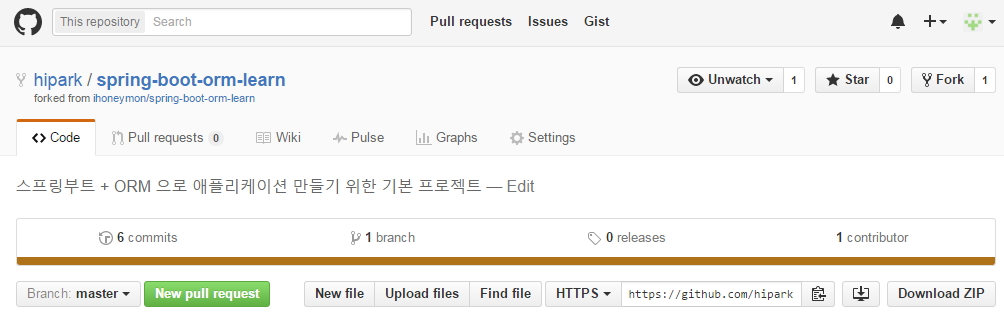 This repository Search Pull requests Issues Gist
hipark / spring-boot-orm-learn Unwatch 1 Star 0 Fork 1
forked from ihoneymon/spring-boot-orm-learn
Code Pull requests 0 Wiki Pulse Graphs Settings
스프링부트 + ORM 으로 애플리케이션 만들기 위한 기본 프로젝트 — Edit
6 commits 1 branch 0 releases 1 contributor
Branch: master New pull request New file Upload files Find file HTTPS https://github.com/hipark Download ZIP